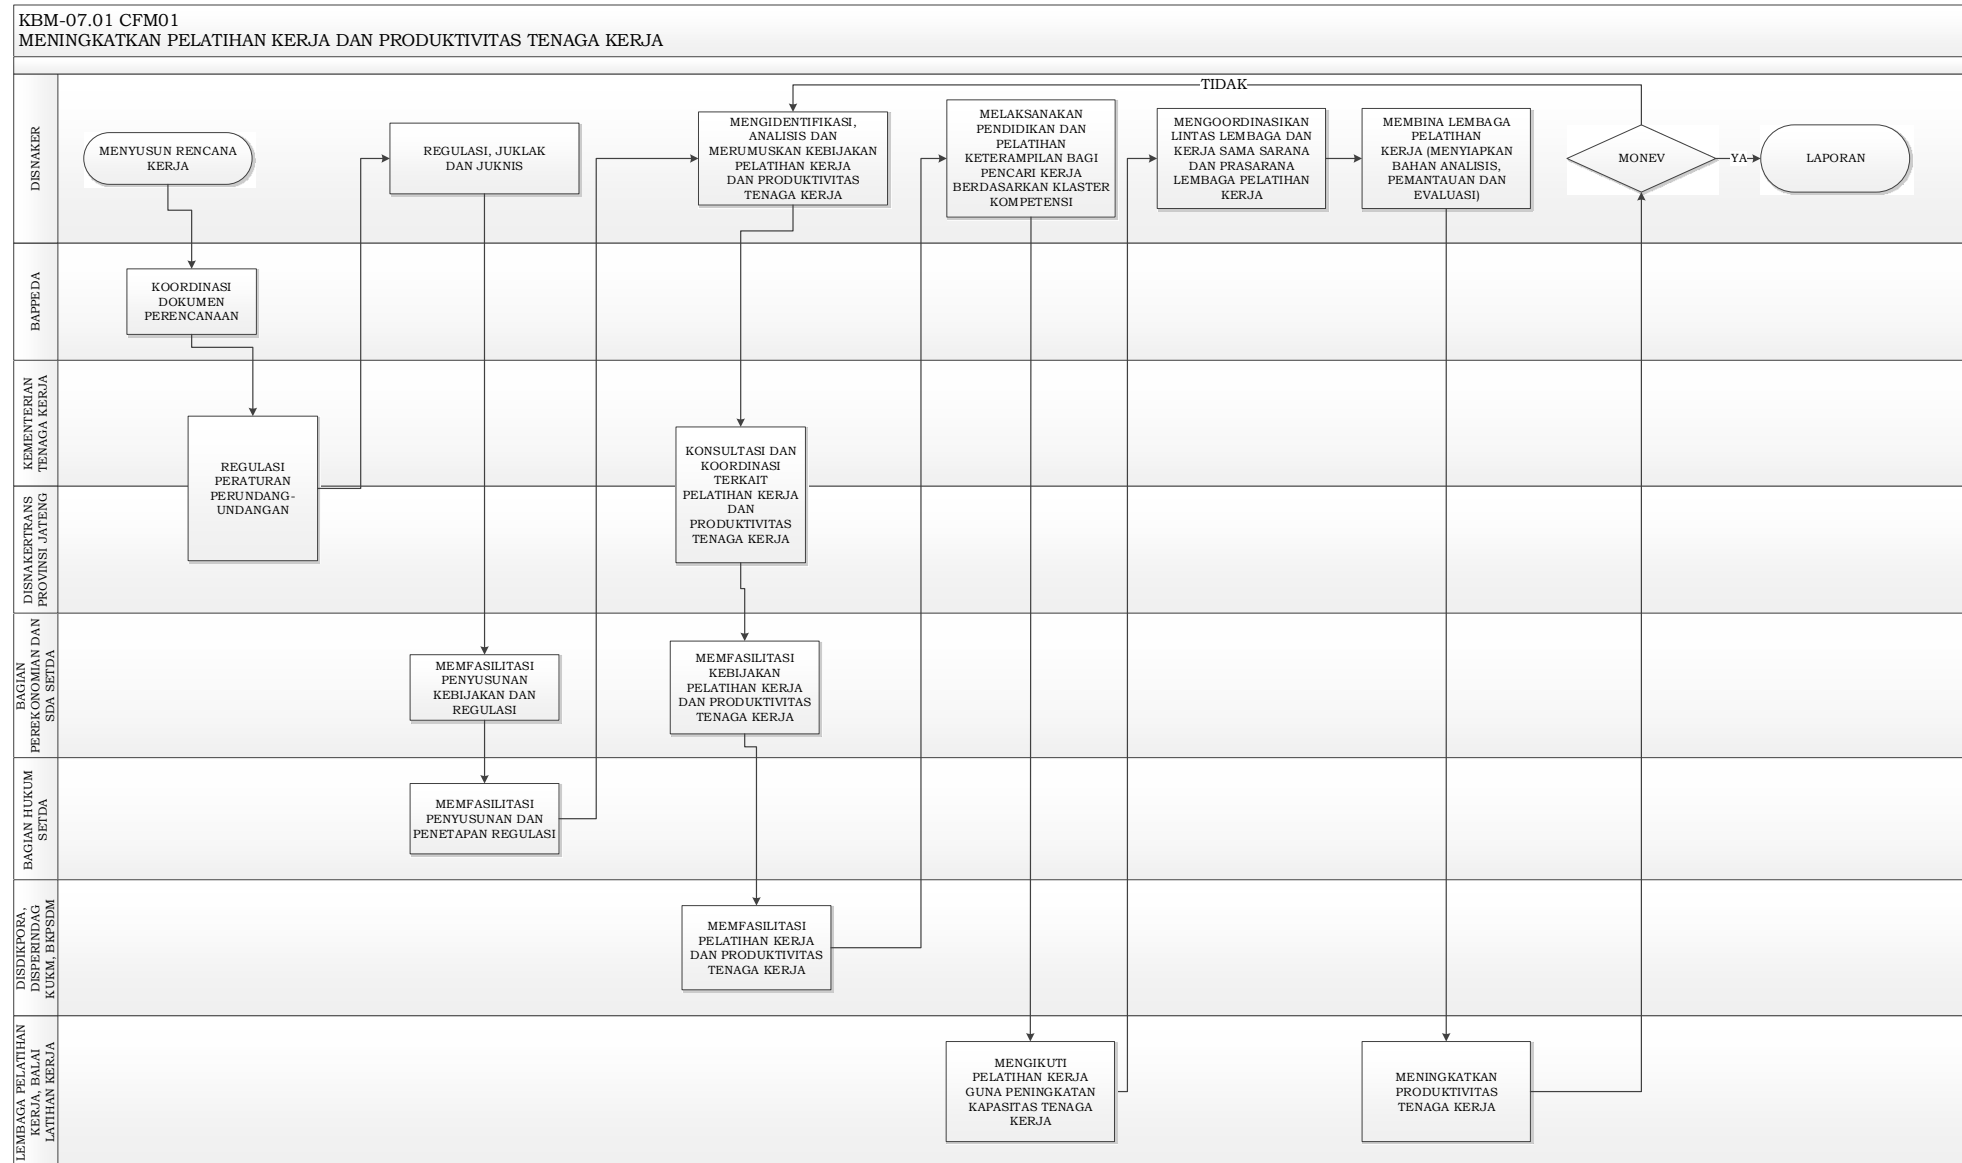 KBM-07.01 CFM01
MENINGKATKAN PELATIHAN KERJA DAN PRODUKTIVITAS TENAGA KERJA
DISNAKER
MENYUSUN RENCANA
KERJA
REGULASI, JUKLAK
DAN JUKNIS
MENGIDENTIFIKASI,
ANALISIS DAN
MERUMUSKAN KEBIJAKAN
PELATIHAN KERJA
DAN PRODUKTIVITAS
TENAGA KERJA
MELAKSANAKAN
PENDIDIKAN DAN
PELATIHAN
KETERAMPILAN BAGI
PENCARI KERJA
BERDASARKAN KLASTER
KOMPETENSI
MENGOORDINASIKAN
LINTAS LEMBAGA DAN
KERJA SAMA SARANA
DAN PRASARANA
LEMBAGA PELATIHAN
KERJA
MEMBINA LEMBAGA
PELATIHAN
KERJA (MENYIAPKAN
BAHAN ANALISIS,
PEMANTAUAN DAN
EVALUASI)
TIDAK
MONEV
YA
LAPORAN
BAPPEDA
KOORDINASI
DOKUMEN
PERENCANAAN
KEMENTERIAN
TENAGA KERJA
REGULASI
PERATURAN
PERUNDANG-
UNDANGAN
KONSULTASI DAN
KOORDINASI
TERKAIT
PELATIHAN KERJA
DAN
PRODUKTIVITAS
TENAGA KERJA
DISNAKERTRANS
PROVINSI JATENG
BAGIAN
PEREKONOMIAN DAN
SDA SETDA
MEMFASILITASI
PENYUSUNAN
KEBIJAKAN DAN
REGULASI
MEMFASILITASI
KEBIJAKAN
PELATIHAN KERJA
DAN PRODUKTIVITAS
TENAGA KERJA
BAGIAN HUKUM
SETDA
MEMFASILITASI
PENYUSUNAN DAN
PENETAPAN REGULASI
DISDIKPORA,
DISPERINDAG
KUKM, BKPSDM
MEMFASILITASI
PELATIHAN KERJA
DAN PRODUKTIVITAS
TENAGA KERJA
LEMBAGA PELATIHAN
KERJA, BALAI
LATIHAN KERJA
MENGIKUTI
PELATIHAN KERJA
GUNA PENINGKATAN
KAPASITAS TENAGA
KERJA
MENINGKATKAN
PRODUKTIVITAS
TENAGA KERJA